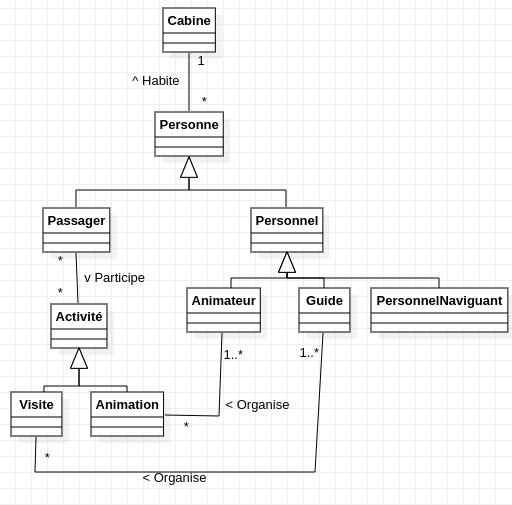 Cabine
1
^ Habite
*
Personne
Passager
Personnel
*
v Participe
*
Animateur
Guide
PersonnelNaviguant
Activité
1..*
1..*
Visite
Animation
< Organise
*
*
< Organise